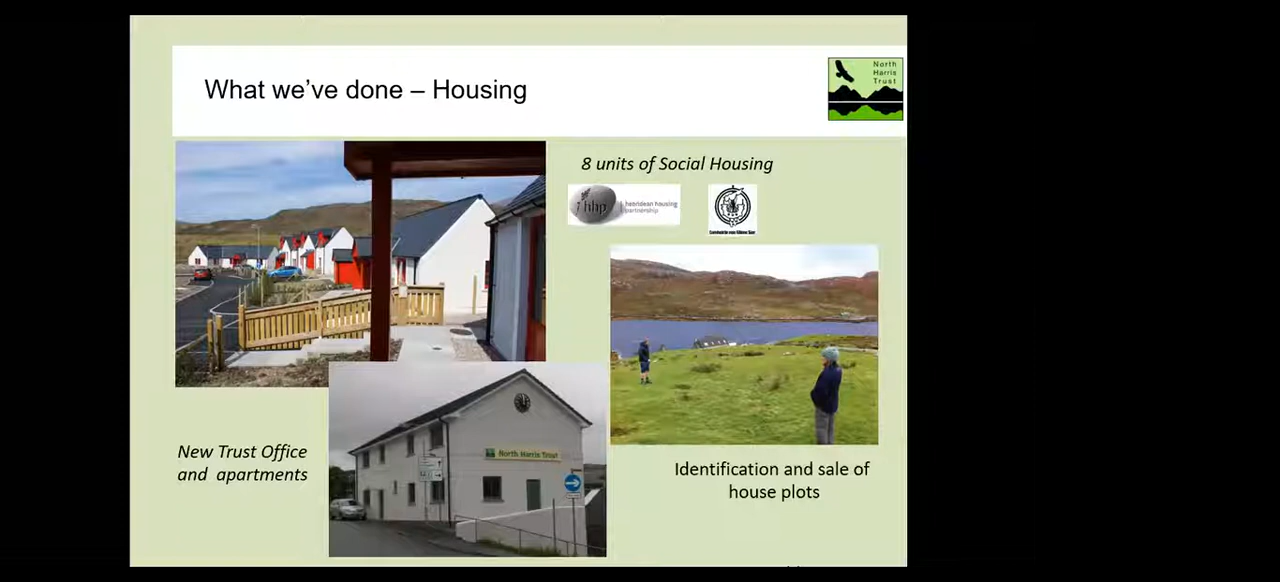 What we've done – Housing
North
Harris
Trust
8 units of Social Housing
hhp
hebridean housing
partnership
New Trust Office
and apartments
North Harris Trust
Identification and sale of
house plots